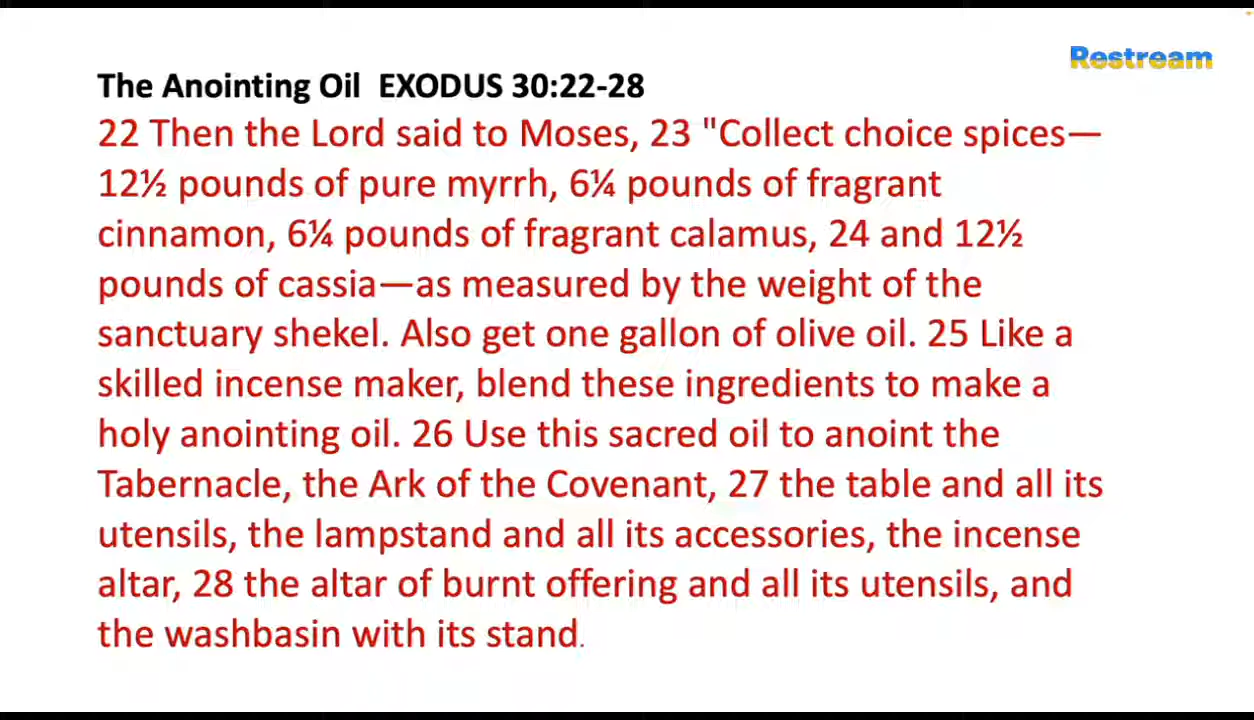 Restream
The Anointing Oil  EXODUS 30:22-28
22 Then the Lord said to Moses, 23 "Collect choice spices—
12½ pounds of pure myrrh, 6¼ pounds of fragrant
cinnamon, 6¼ pounds of fragrant calamus, 24 and 12½
pounds of cassia—as measured by the weight of the
sanctuary shekel. Also get one gallon of olive oil. 25 Like a
skilled incense maker, blend these ingredients to make a
holy anointing oil. 26 Use this sacred oil to anoint the
Tabernacle, the Ark of the Covenant, 27 the table and all its
utensils, the lampstand and all its accessories, the incense
altar, 28 the altar of burnt offering and all its utensils, and
the washbasin with its stand.